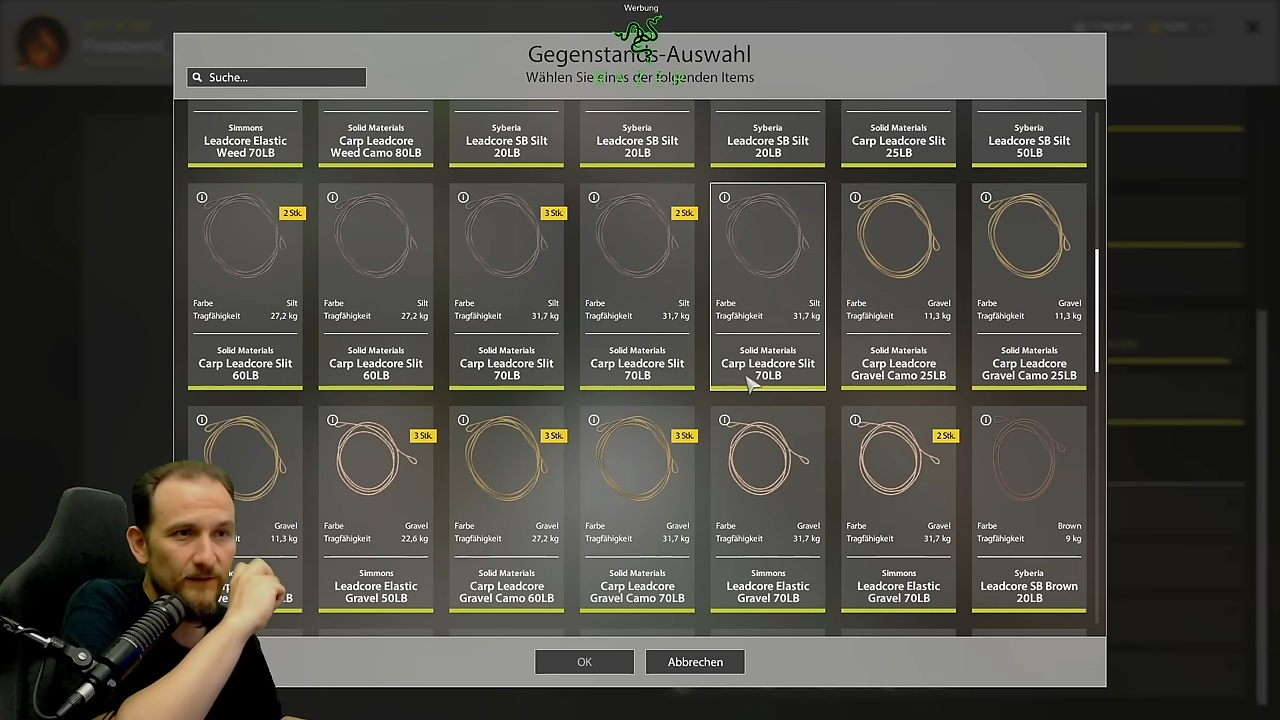 Werbung
Gegenstands-Auswahl
Suche...
Wählen Sie eines der folgenden Items
RAZER
Simmons
Leadcore Elastic
Weed 70LB
Solid Materials
Carp Leadcore
Weed Camo 80LB
Syberia
Leadcore SB Silt
20LB
Syberia
Leadcore SB Silt
20LB
Syberia
Leadcore SB Silt
20LB
Solid Materials
Carp Leadcore Slit
25LB
Syberia
Leadcore SB Silt
50LB
2 Stk.
Farbe Silt
Tragfähigkeit 27,2 kg
Solid Materials
Carp Leadcore Slit
60LB
Farbe Silt
Tragfähigkeit 27,2 kg
Solid Materials
Carp Leadcore Slit
60LB
3 Stk.
Farbe Silt
Tragfähigkeit 31,7 kg
Solid Materials
Carp Leadcore Slit
70LB
2 Stk.
Farbe Silt
Tragfähigkeit 31,7 kg
Solid Materials
Carp Leadcore Slit
70LB
Farbe Silt
Tragfähigkeit 31,7 kg
Solid Materials
Carp Leadcore Slit
70LB
Farbe Gravel
Tragfähigkeit 11,3 kg
Solid Materials
Carp Leadcore
Gravel Camo 25LB
Farbe Gravel
Tragfähigkeit 11,3 kg
Solid Materials
Carp Leadcore
Gravel Camo 25LB
Gravel
11,3 kg
3 Stk.
Farbe Gravel
Tragfähigkeit 22,6 kg
Simmons
Leadcore Elastic
Gravel 50LB
3 Stk.
Farbe Gravel
Tragfähigkeit 27,2 kg
Solid Materials
Carp Leadcore
Gravel Camo 60LB
3 Stk.
Farbe Gravel
Tragfähigkeit 31,7 kg
Solid Materials
Carp Leadcore
Gravel Camo 70LB
Farbe Gravel
Tragfähigkeit 31,7 kg
Simmons
Leadcore Elastic
Gravel 70LB
2 Stk.
Farbe Gravel
Tragfähigkeit 31,7 kg
Simmons
Leadcore Elastic
Gravel 70LB
Farbe Brown
Tragfähigkeit 9 kg
Syberia
Leadcore SB Brown
20LB
OK
Abbrechen